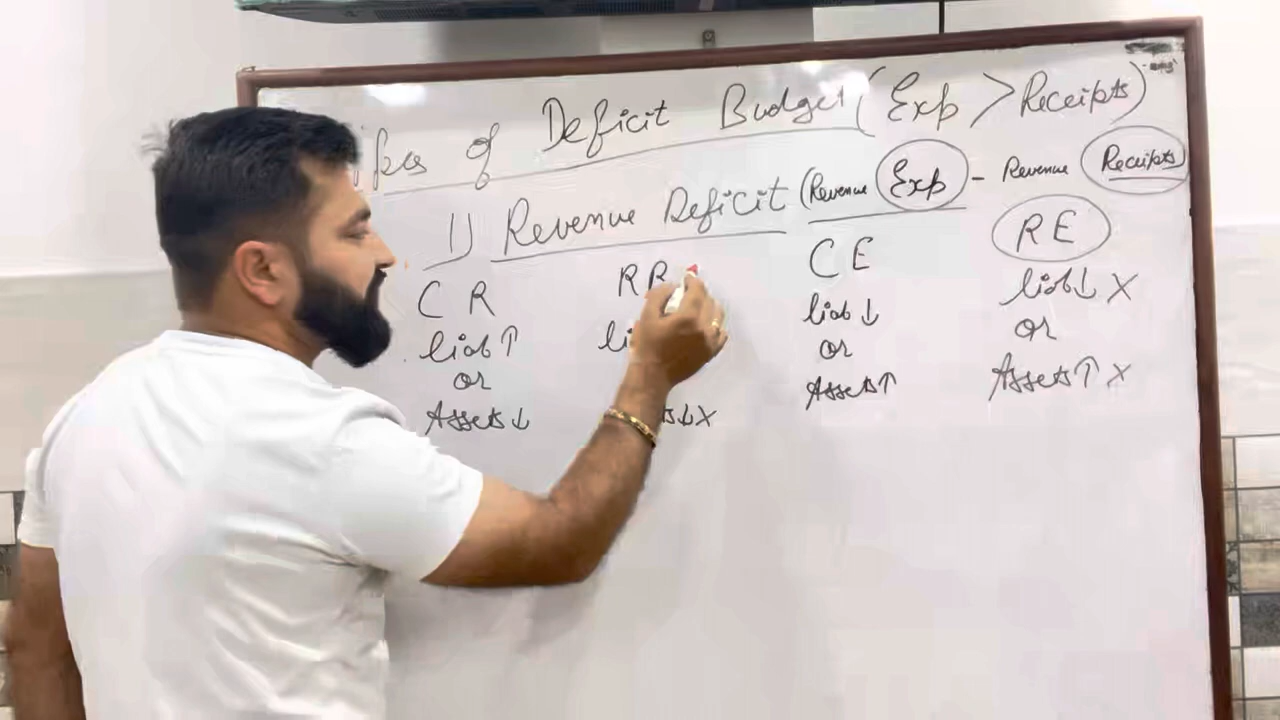 of Deficit Budget (Exp > Receipts)
1) Revenue Deficit (Revenue Exp - Revenue Receipts
C R
liab↑
or
Assets↓
R R
C E
liab↓
or
Assets↑
R E
liab↓ X
or
Assets↑ X